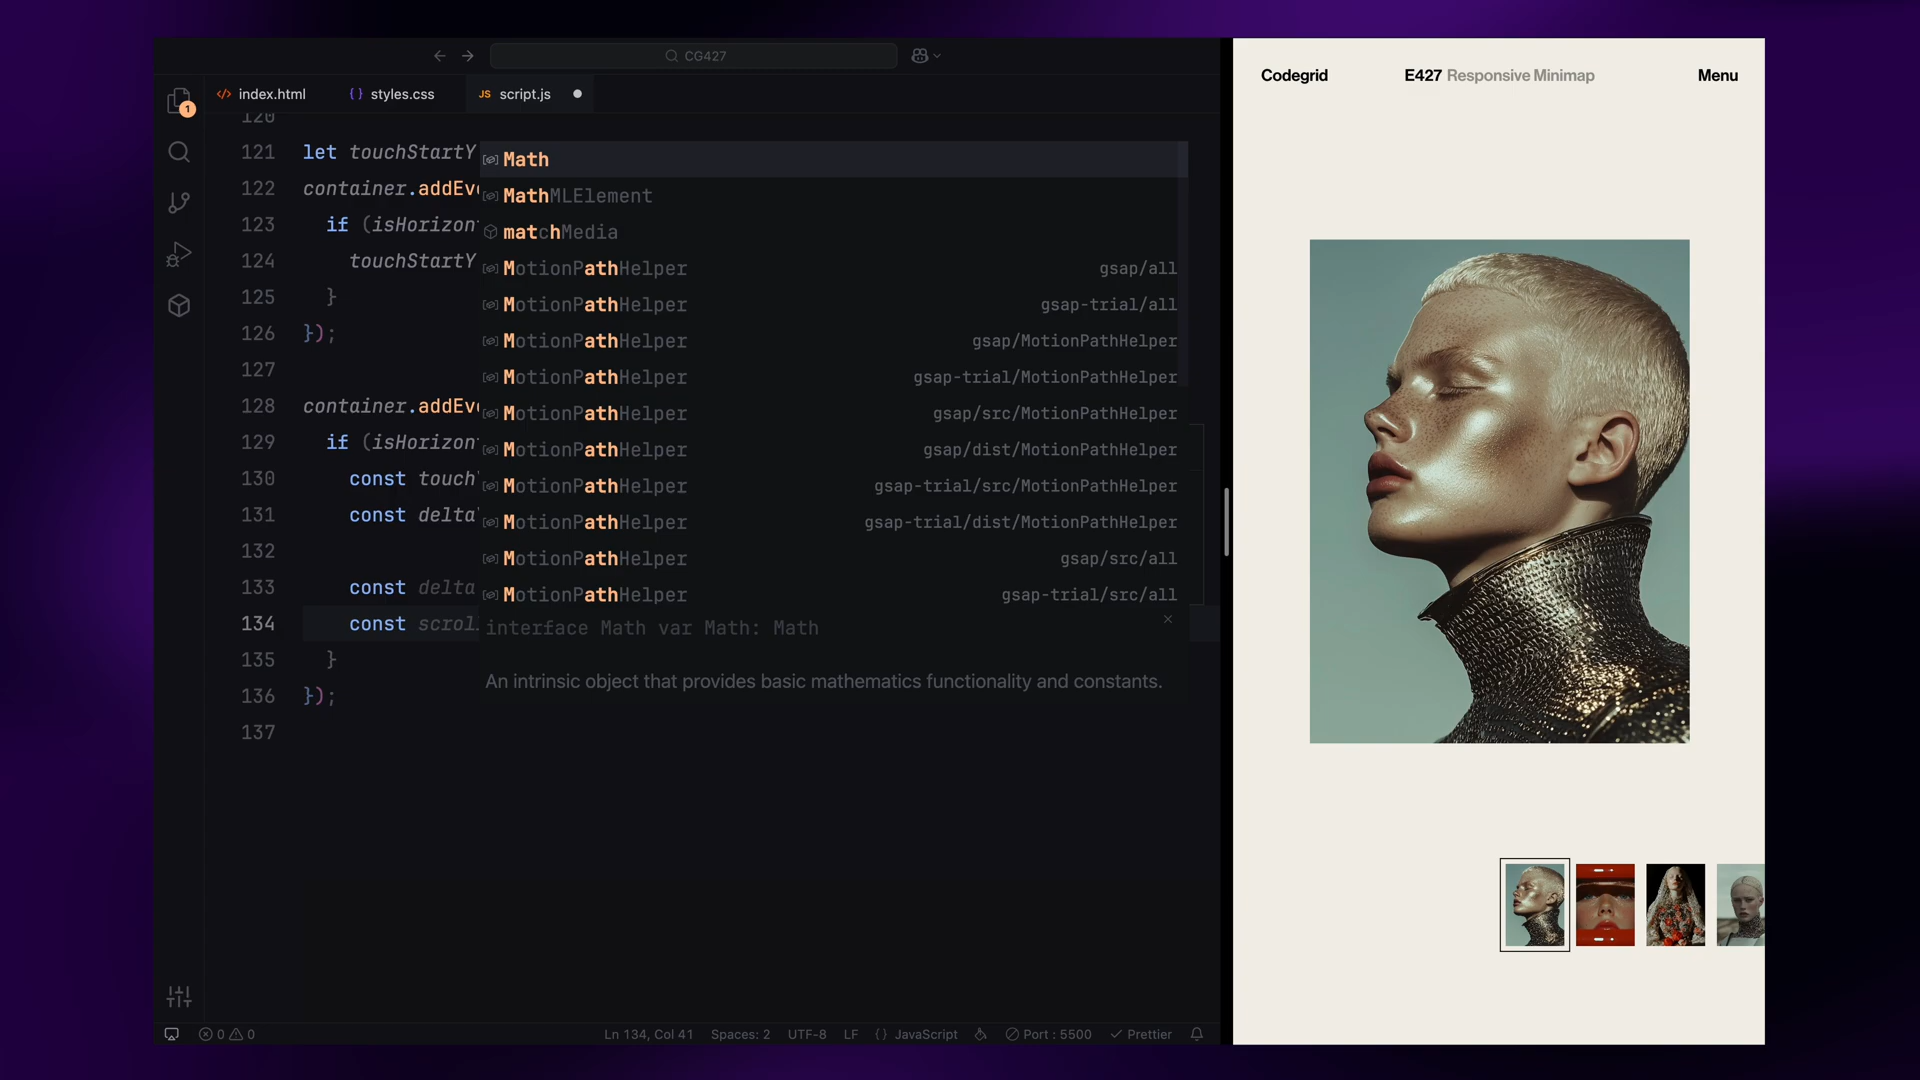 CG427
index.html
styles.css
JS script.js
1
120
121 let touchStartY
122 container.addEv
123 if (isHorizon
124 touchStartY
125 }
126 });
127
128 container.addEv
129 if (isHorizon
130 const touch
131 const delta
132
133 const delta
134 const scrol
135 }
136 });
137
Math
MathMLElement
matchMedia
MotionPathHelper gsap/all
MotionPathHelper gsap-trial/all
MotionPathHelper gsap/MotionPathHelper
MotionPathHelper gsap-trial/MotionPathHelper
MotionPathHelper gsap/src/MotionPathHelper
MotionPathHelper gsap/dist/MotionPathHelper
MotionPathHelper gsap-trial/src/MotionPathHelper
MotionPathHelper gsap-trial/dist/MotionPathHelper
MotionPathHelper gsap/src/all
MotionPathHelper gsap-trial/src/all
interface Math var Math: Math
An intrinsic object that provides basic mathematics functionality and constants.
0 0 Ln 134, Col 41 Spaces: 2 UTF-8 LF {} JavaScript Port : 5500 Prettier
Codegrid E427 Responsive Minimap Menu